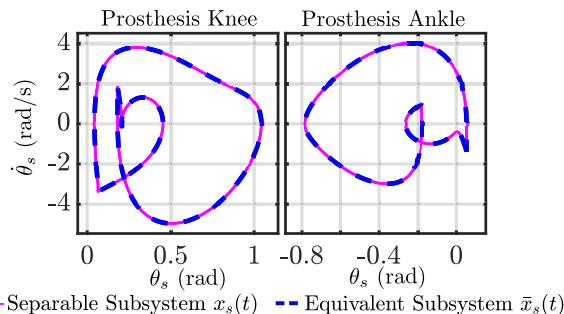 Prosthesis Knee Prosthesis Ankle
4
2
0
-2
-4
θ̇ₛ (rad/s)
0 0.5 1 -0.8 -0.4 0
θₛ (rad) θₛ (rad)
Separable Subsystem xₛ(t) Equivalent Subsystem x̄ₛ(t)